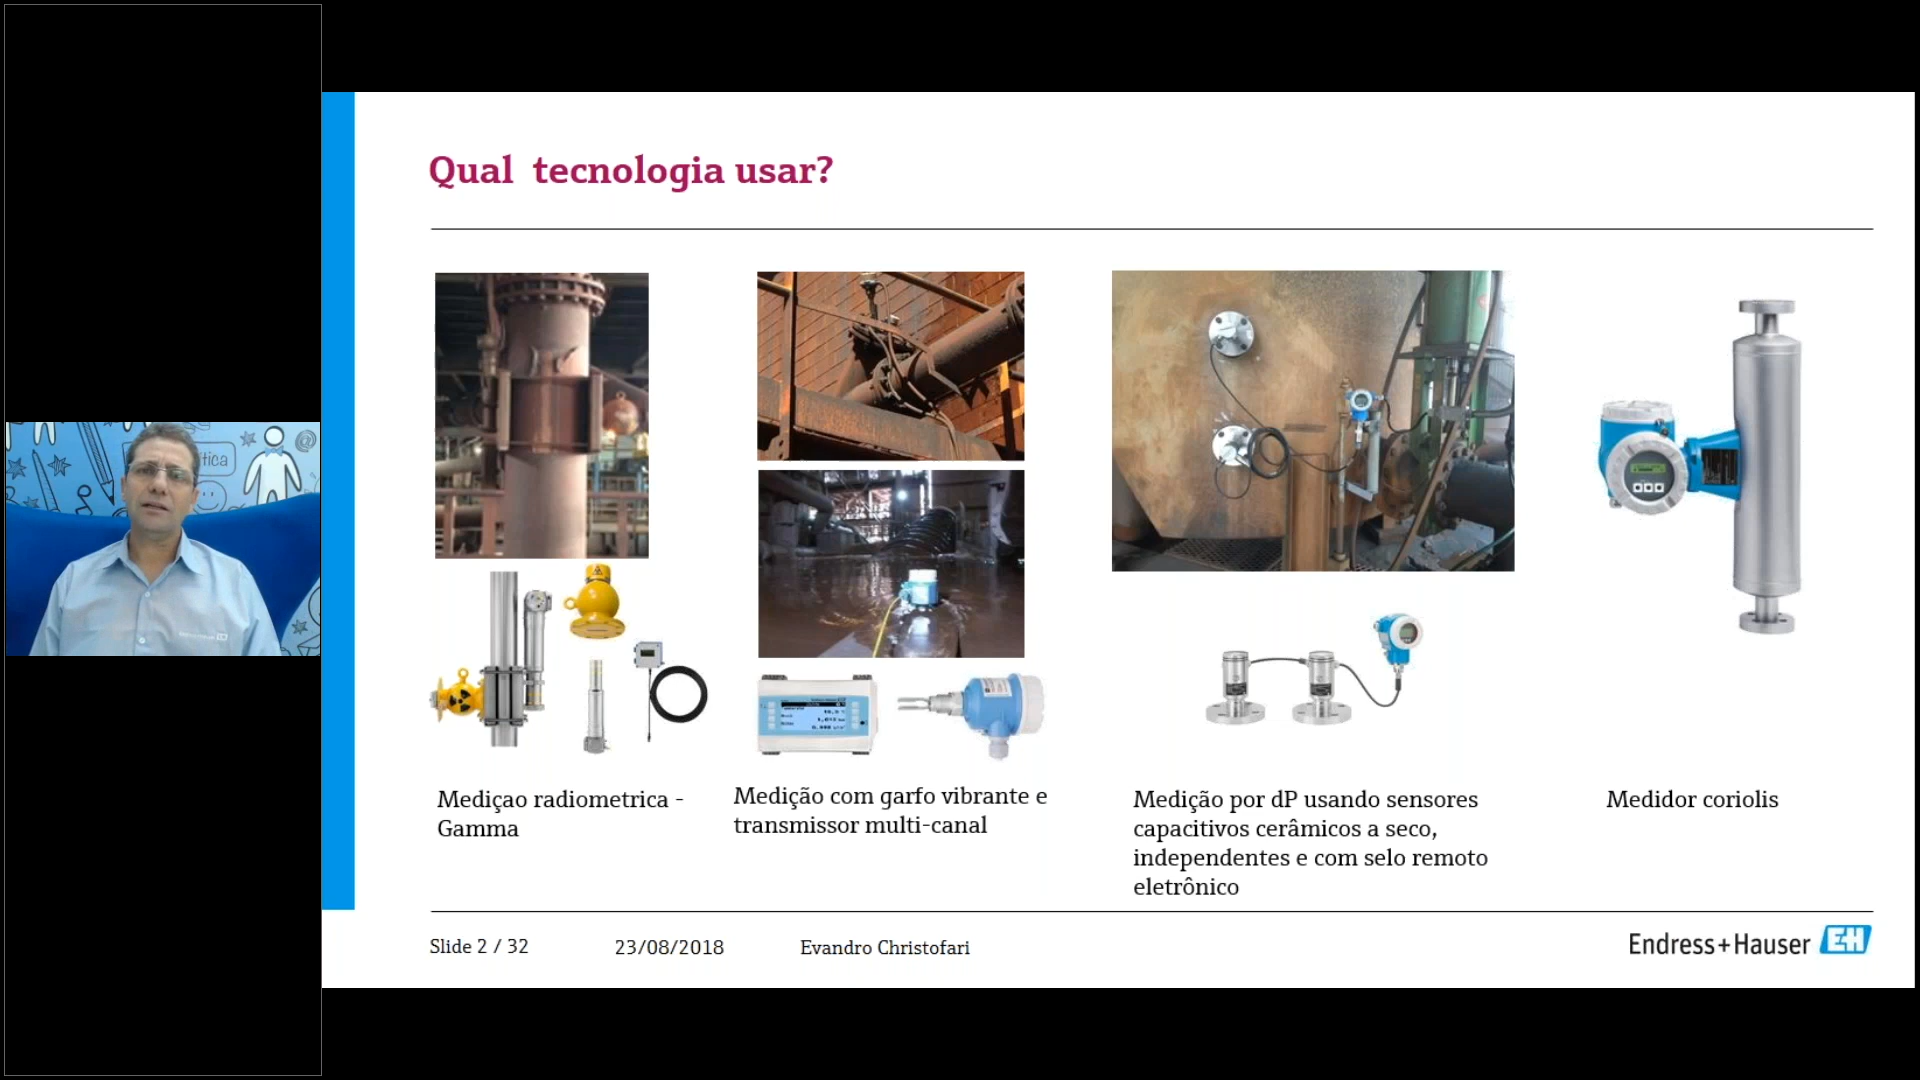 Qual tecnologia usar?
ítica
Mediçao radiometrica -
Gamma
Medição com garfo vibrante e
transmissor multi-canal
Medição por dP usando sensores
capacitivos cerâmicos a seco,
independentes e com selo remoto
eletrônico
Medidor coriolis
Slide 2 / 32
23/08/2018
Evandro Christofari
Endress+Hauser EH